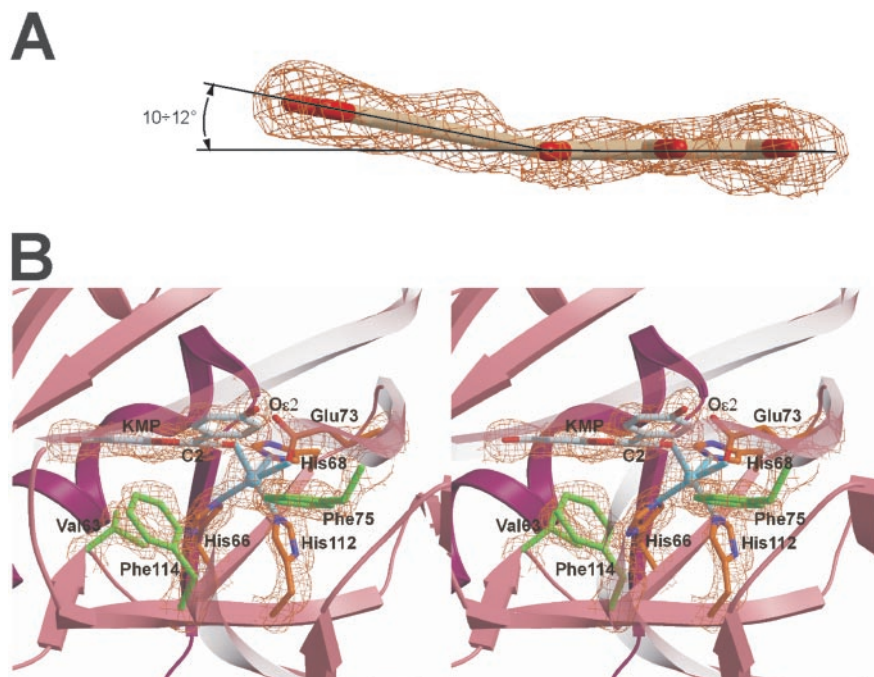 A
10÷12°
B
KMP
Oε2
Glu73
C2
His68
Val63
Phe75
His66
His112
Phe114
KMP
Oε2
Glu73
C2
His68
Val63
Phe75
His66
His112
Phe114